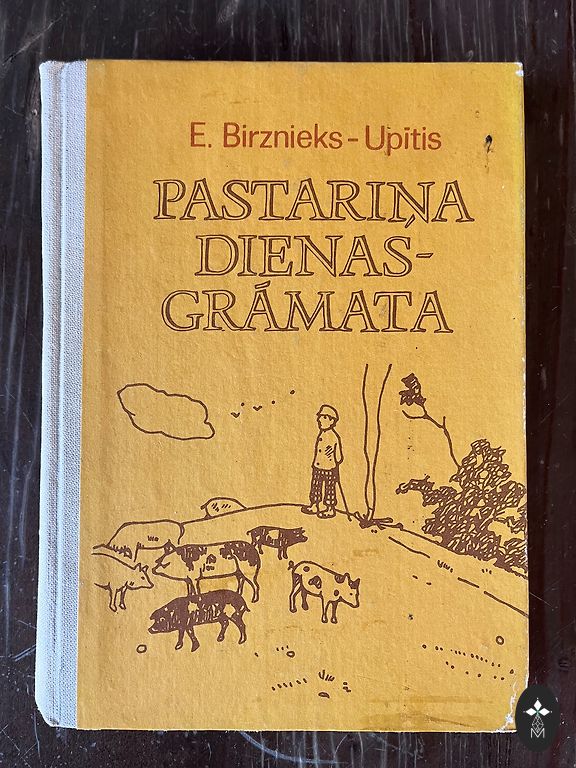 E. Birznieks-Upītis
PASTARIŅA
DIENAS-
GRĀMATA
M